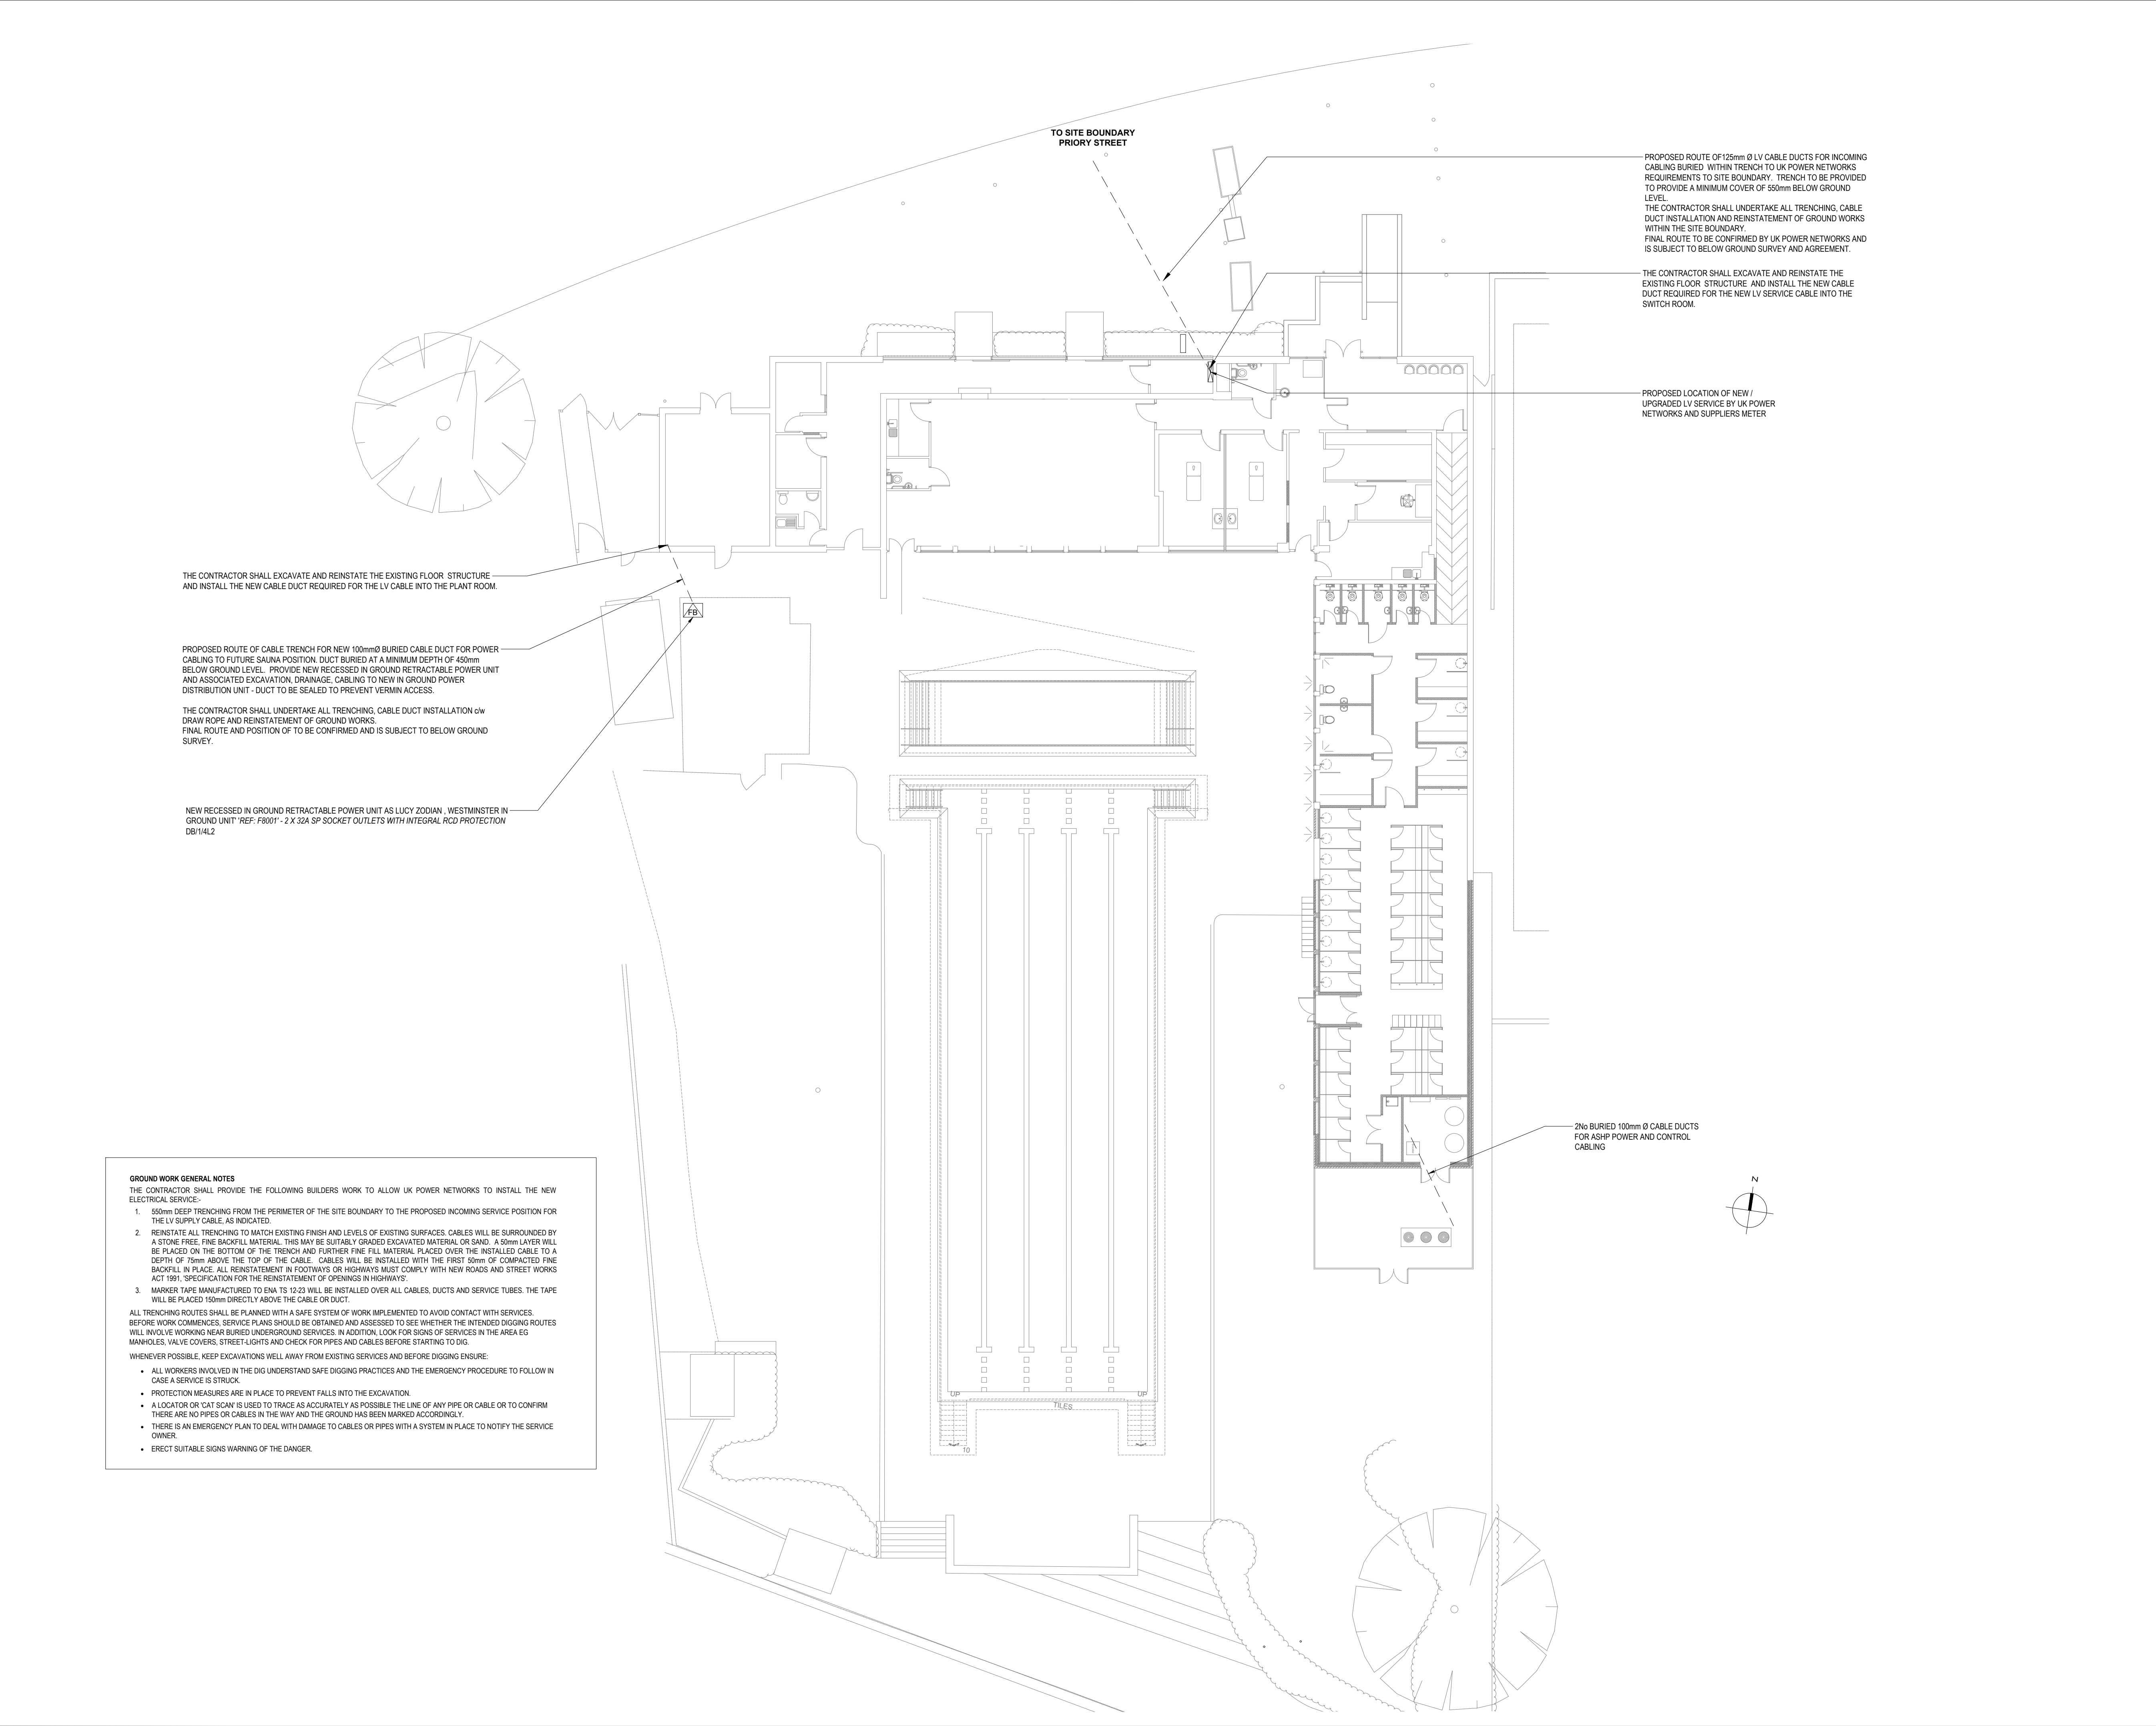 TO SITE BOUNDARY
PRIORY STREET
PROPOSED ROUTE OF125mm Ø LV CABLE DUCTS FOR INCOMING
CABLING BURIED WITHIN TRENCH TO UK POWER NETWORKS
REQUIREMENTS TO SITE BOUNDARY. TRENCH TO BE PROVIDED
TO PROVIDE A MINIMUM COVER OF 550mm BELOW GROUND
LEVEL.
THE CONTRACTOR SHALL UNDERTAKE ALL TRENCHING, CABLE
DUCT INSTALLATION AND REINSTATEMENT OF GROUND WORKS
WITHIN THE SITE BOUNDARY.
FINAL ROUTE TO BE CONFIRMED BY UK POWER NETWORKS AND
IS SUBJECT TO BELOW GROUND SURVEY AND AGREEMENT.
THE CONTRACTOR SHALL EXCAVATE AND REINSTATE THE
EXISTING FLOOR STRUCTURE AND INSTALL THE NEW CABLE
DUCT REQUIRED FOR THE NEW LV SERVICE CABLE INTO THE
SWITCH ROOM.
PROPOSED LOCATION OF NEW /
UPGRADED LV SERVICE BY UK POWER
NETWORKS AND SUPPLIERS METER
THE CONTRACTOR SHALL EXCAVATE AND REINSTATE THE EXISTING FLOOR STRUCTURE
AND INSTALL THE NEW CABLE DUCT REQUIRED FOR THE LV CABLE INTO THE PLANT ROOM.
FB
PROPOSED ROUTE OF CABLE TRENCH FOR NEW 100mmØ BURIED CABLE DUCT FOR POWER
CABLING TO FUTURE SAUNA POSITION. DUCT BURIED AT A MINIMUM DEPTH OF 450mm
BELOW GROUND LEVEL. PROVIDE NEW RECESSED IN GROUND RETRACTABLE POWER UNIT
AND ASSOCIATED EXCAVATION, DRAINAGE, CABLING TO NEW IN GROUND POWER
DISTRIBUTION UNIT - DUCT TO BE SEALED TO PREVENT VERMIN ACCESS.
THE CONTRACTOR SHALL UNDERTAKE ALL TRENCHING, CABLE DUCT INSTALLATION c/w
DRAW ROPE AND REINSTATEMENT OF GROUND WORKS.
FINAL ROUTE AND POSITION OF TO BE CONFIRMED AND IS SUBJECT TO BELOW GROUND
SURVEY.
NEW RECESSED IN GROUND RETRACTABLE POWER UNIT AS LUCY ZODIAN , WESTMINSTER IN
GROUND UNIT' 'REF: F8001' - 2 X 32A SP SOCKET OUTLETS WITH INTEGRAL RCD PROTECTION
DB/1/4L2
2No BURIED 100mm Ø CABLE DUCTS
FOR ASHP POWER AND CONTROL
CABLING
N
UP
UP
TILES
10
GROUND WORK GENERAL NOTES
THE CONTRACTOR SHALL PROVIDE THE FOLLOWING BUILDERS WORK TO ALLOW UK POWER NETWORKS TO INSTALL THE NEW
ELECTRICAL SERVICE:-
1. 550mm DEEP TRENCHING FROM THE PERIMETER OF THE SITE BOUNDARY TO THE PROPOSED INCOMING SERVICE POSITION FOR
THE LV SUPPLY CABLE, AS INDICATED.
2. REINSTATE ALL TRENCHING TO MATCH EXISTING FINISH AND LEVELS OF EXISTING SURFACES. CABLES WILL BE SURROUNDED BY
A STONE FREE, FINE BACKFILL MATERIAL. THIS MAY BE SUITABLY GRADED EXCAVATED MATERIAL OR SAND. A 50mm LAYER WILL
BE PLACED ON THE BOTTOM OF THE TRENCH AND FURTHER FINE FILL MATERIAL PLACED OVER THE INSTALLED CABLE TO A
DEPTH OF 75mm ABOVE THE TOP OF THE CABLE. CABLES WILL BE INSTALLED WITH THE FIRST 50mm OF COMPACTED FINE
BACKFILL IN PLACE. ALL REINSTATEMENT IN FOOTWAYS OR HIGHWAYS MUST COMPLY WITH NEW ROADS AND STREET WORKS
ACT 1991, 'SPECIFICATION FOR THE REINSTATEMENT OF OPENINGS IN HIGHWAYS'.
3. MARKER TAPE MANUFACTURED TO ENA TS 12-23 WILL BE INSTALLED OVER ALL CABLES, DUCTS AND SERVICE TUBES. THE TAPE
WILL BE PLACED 150mm DIRECTLY ABOVE THE CABLE OR DUCT.
ALL TRENCHING ROUTES SHALL BE PLANNED WITH A SAFE SYSTEM OF WORK IMPLEMENTED TO AVOID CONTACT WITH SERVICES.
BEFORE WORK COMMENCES, SERVICE PLANS SHOULD BE OBTAINED AND ASSESSED TO SEE WHETHER THE INTENDED DIGGING ROUTES
WILL INVOLVE WORKING NEAR BURIED UNDERGROUND SERVICES. IN ADDITION, LOOK FOR SIGNS OF SERVICES IN THE AREA EG
MANHOLES, VALVE COVERS, STREET-LIGHTS AND CHECK FOR PIPES AND CABLES BEFORE STARTING TO DIG.
WHENEVER POSSIBLE, KEEP EXCAVATIONS WELL AWAY FROM EXISTING SERVICES AND BEFORE DIGGING ENSURE:
• ALL WORKERS INVOLVED IN THE DIG UNDERSTAND SAFE DIGGING PRACTICES AND THE EMERGENCY PROCEDURE TO FOLLOW IN
CASE A SERVICE IS STRUCK.
• PROTECTION MEASURES ARE IN PLACE TO PREVENT FALLS INTO THE EXCAVATION.
• A LOCATOR OR 'CAT SCAN' IS USED TO TRACE AS ACCURATELY AS POSSIBLE THE LINE OF ANY PIPE OR CABLE OR TO CONFIRM
THERE ARE NO PIPES OR CABLES IN THE WAY AND THE GROUND HAS BEEN MARKED ACCORDINGLY.
• THERE IS AN EMERGENCY PLAN TO DEAL WITH DAMAGE TO CABLES OR PIPES WITH A SYSTEM IN PLACE TO NOTIFY THE SERVICE
OWNER.
• ERECT SUITABLE SIGNS WARNING OF THE DANGER.